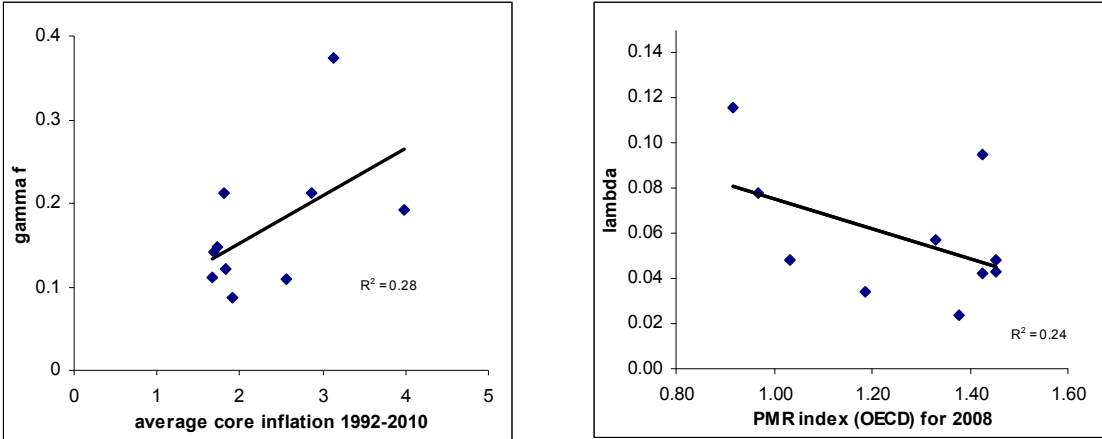 0.4
0.3
0.2
0.1
0
gamma f
R² = 0.28
0 1 2 3 4 5
average core inflation 1992-2010
0.14
0.12
0.10
0.08
0.06
0.04
0.02
0.00
lambda
R² = 0.24
0.80 1.00 1.20 1.40 1.60
PMR index (OECD) for 2008